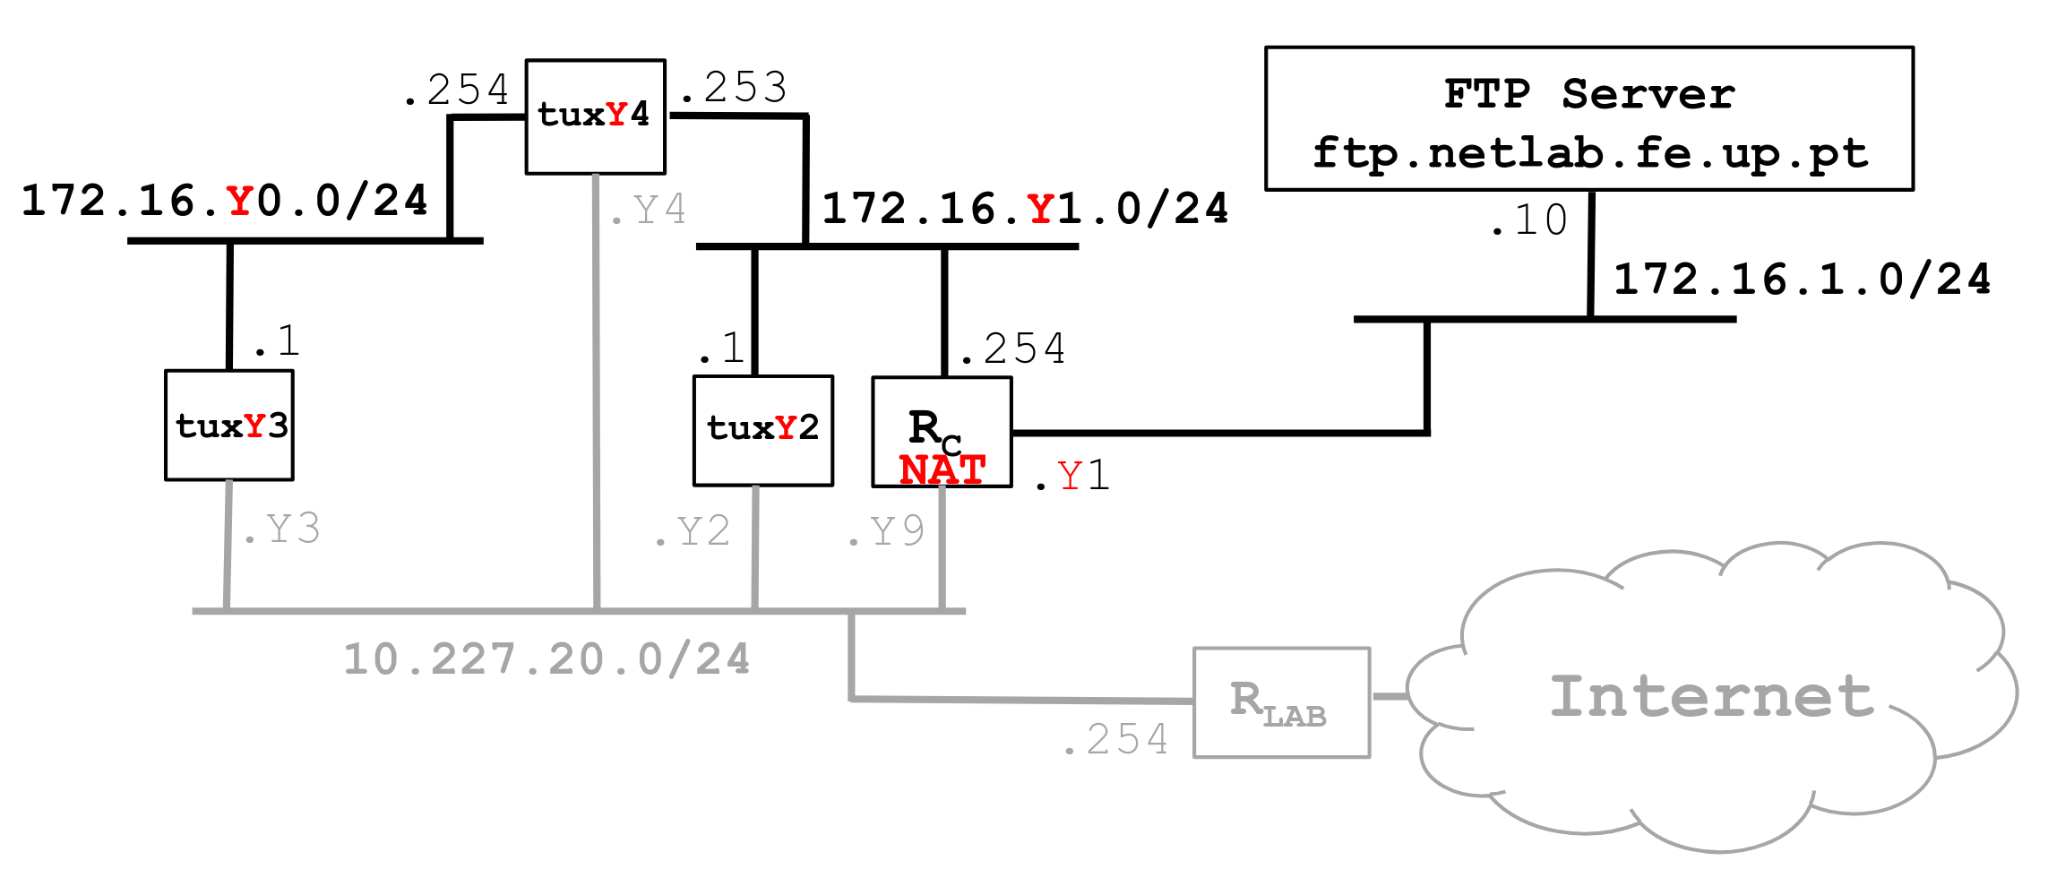 .254
tuxY4
.253
FTP Server
ftp.netlab.fe.up.pt
172.16.Y0.0/24
.Y4
172.16.Y1.0/24
.10
172.16.1.0/24
.1
.1
.254
tuxY3
tuxY2
RC
NAT
.Y1
.Y3
.Y2
.Y9
10.227.20.0/24
RLAB
Internet
.254